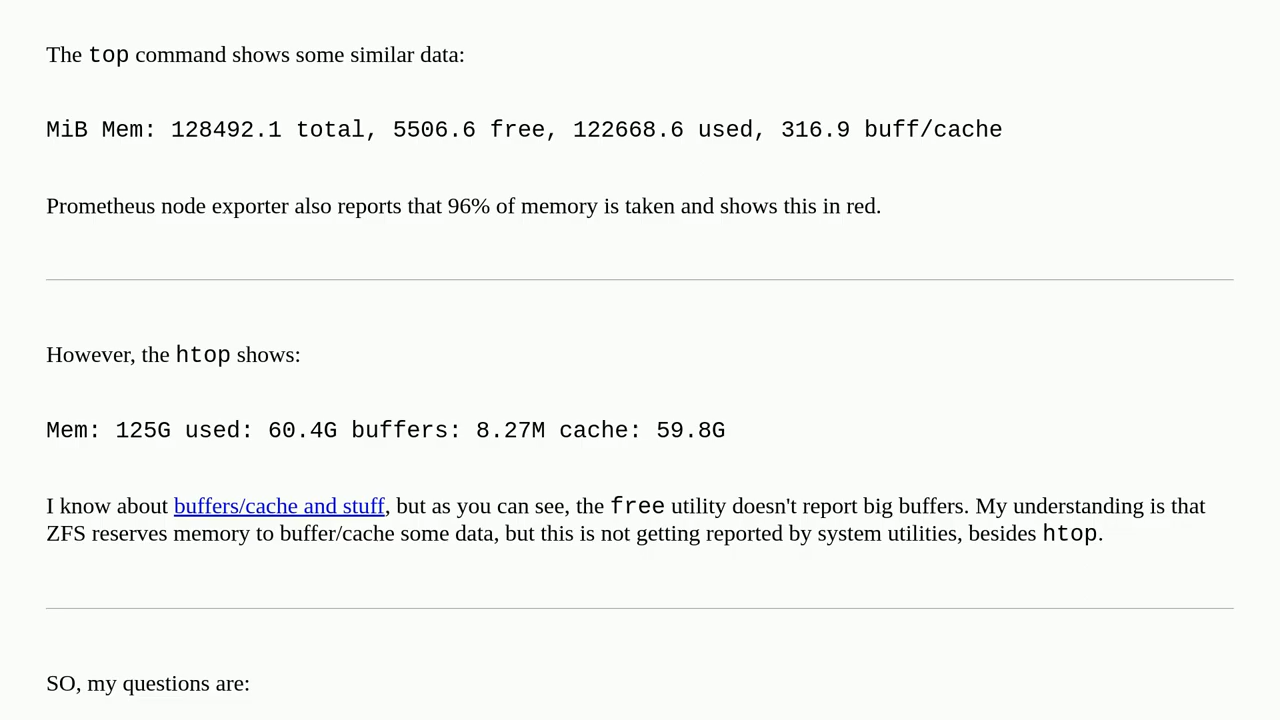 The top command shows some similar data:
MiB Mem: 128492.1 total, 5506.6 free, 122668.6 used, 316.9 buff/cache
Prometheus node exporter also reports that 96% of memory is taken and shows this in red.
However, the htop shows:
Mem: 125G used: 60.4G buffers: 8.27M cache: 59.8G
I know about buffers/cache and stuff, but as you can see, the free utility doesn't report big buffers. My understanding is that
ZFS reserves memory to buffer/cache some data, but this is not getting reported by system utilities, besides htop.
SO, my questions are: